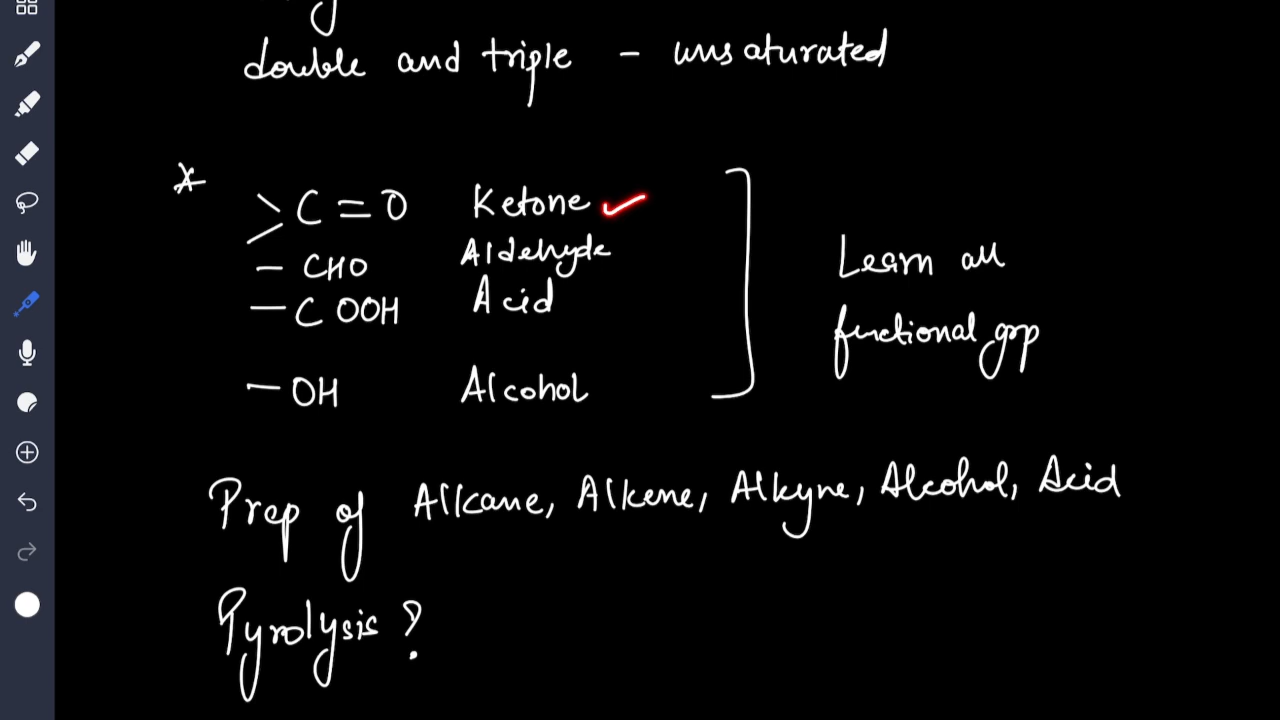 double and triple - unsaturated
* >C=O Ketone ✓
-CHO Aldehyde
-COOH Acid
-OH Alcohol
Learn all
functional grp
Prep of Alkane, Alkene, Alkyne, Alcohol, Acid
Pyrolysis ?